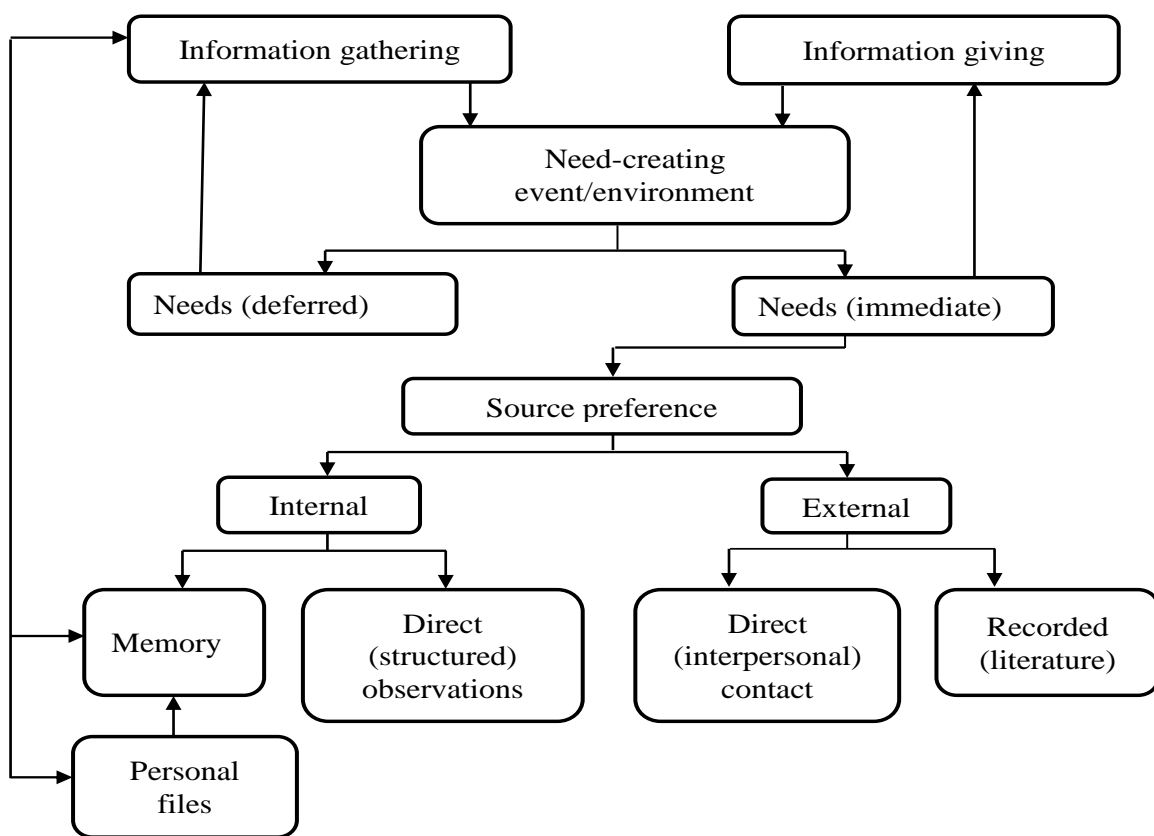 Information gathering
Information giving
Need-creating
event/environment
Needs (deferred)
Needs (immediate)
Source preference
Internal
External
Memory
Direct
(structured)
observations
Direct
(interpersonal)
contact
Recorded
(literature)
Personal
files